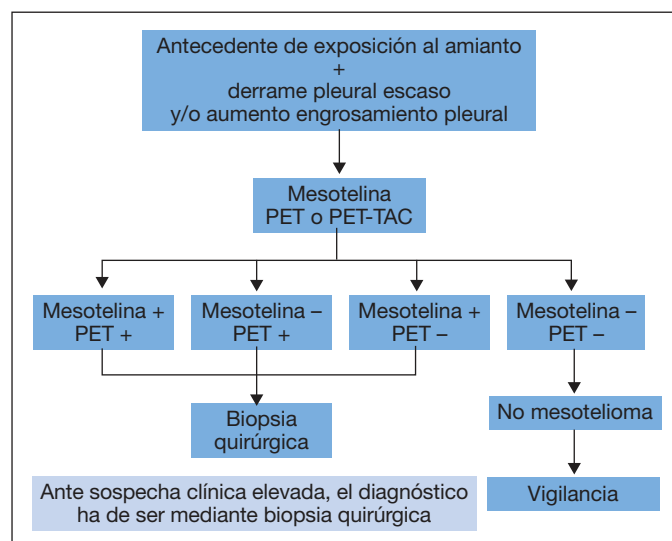 Antecedente de exposición al amianto
+
derrame pleural escaso
y/o aumento engrosamiento pleural
Mesotelina
PET o PET-TAC
Mesotelina +
PET +
Mesotelina –
PET +
Mesotelina +
PET –
Mesotelina –
PET –
Biopsia
quirúrgica
No mesotelioma
Vigilancia
Ante sospecha clínica elevada, el diagnóstico
ha de ser mediante biopsia quirúrgica